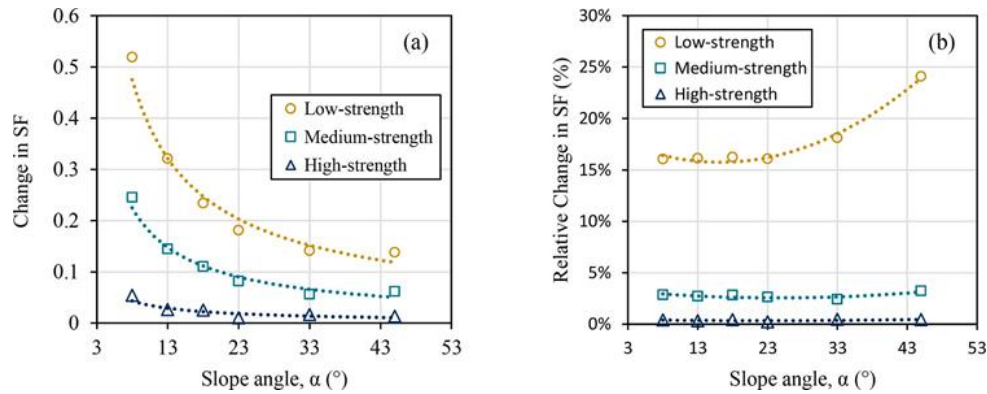 0.6
0.5
0.4
0.3
0.2
0.1
0
3 13 23 33 43 53
Change in SF
Slope angle, α (°)
(a)
Low-strength
Medium-strength
High-strength
30%
25%
20%
15%
10%
5%
0%
3 13 23 33 43 53
Relative Change in SF (%)
Slope angle, α (°)
(b)
Low-strength
Medium-strength
High-strength